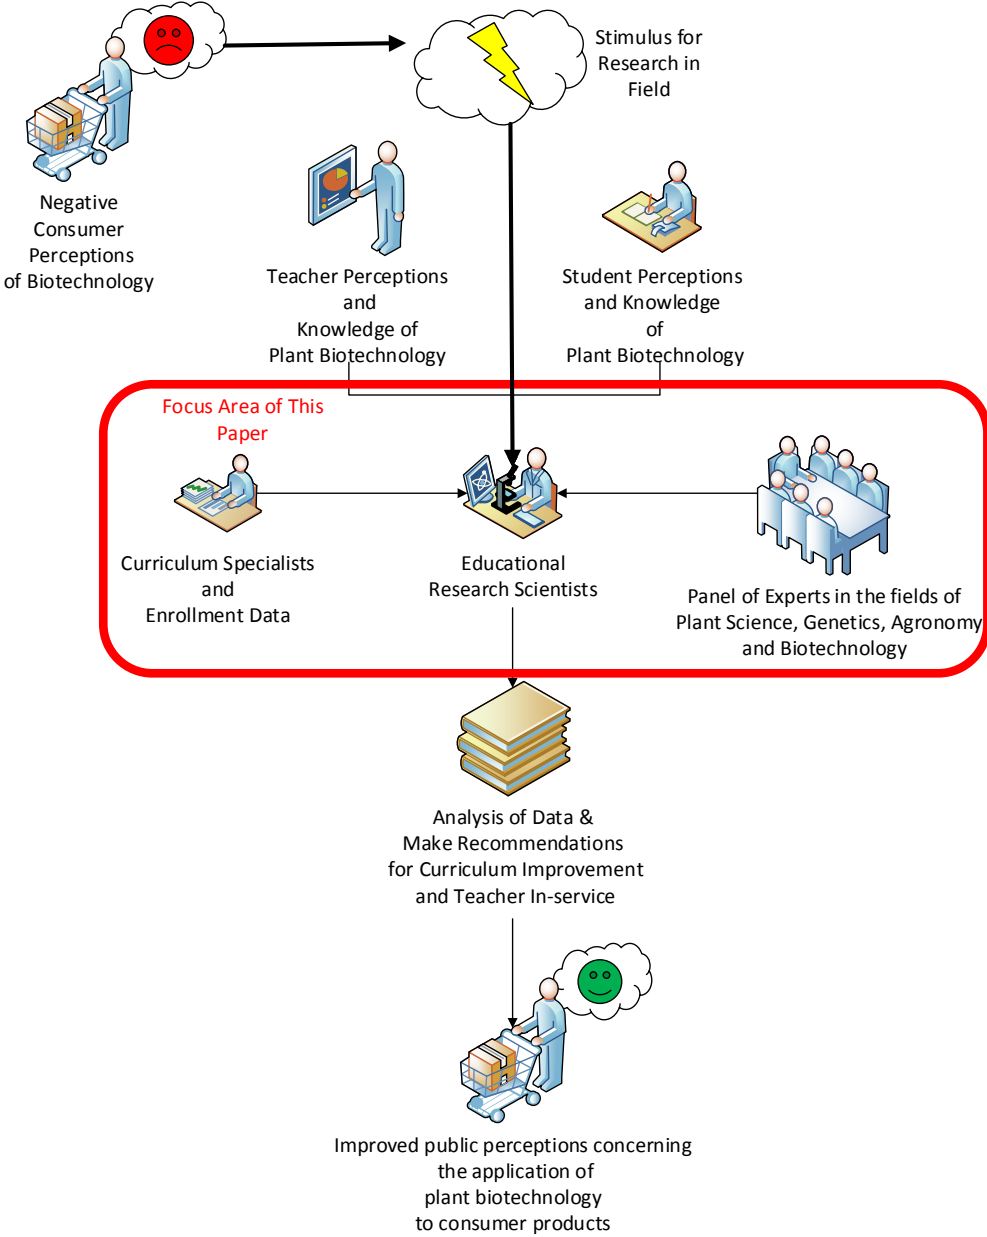 Stimulus for
Research in
Field
Negative
Consumer
Perceptions
of Biotechnology
Teacher Perceptions
and
Knowledge of
Plant Biotechnology
Student Perceptions
and Knowledge
of
Plant Biotechnology
Focus Area of This
Paper
Curriculum Specialists
and
Enrollment Data
Educational
Research Scientists
Panel of Experts in the fields of
Plant Science, Genetics, Agronomy
and Biotechnology
Analysis of Data &
Make Recommendations
for Curriculum Improvement
and Teacher In-service
Improved public perceptions concerning
the application of
plant biotechnology
to consumer products